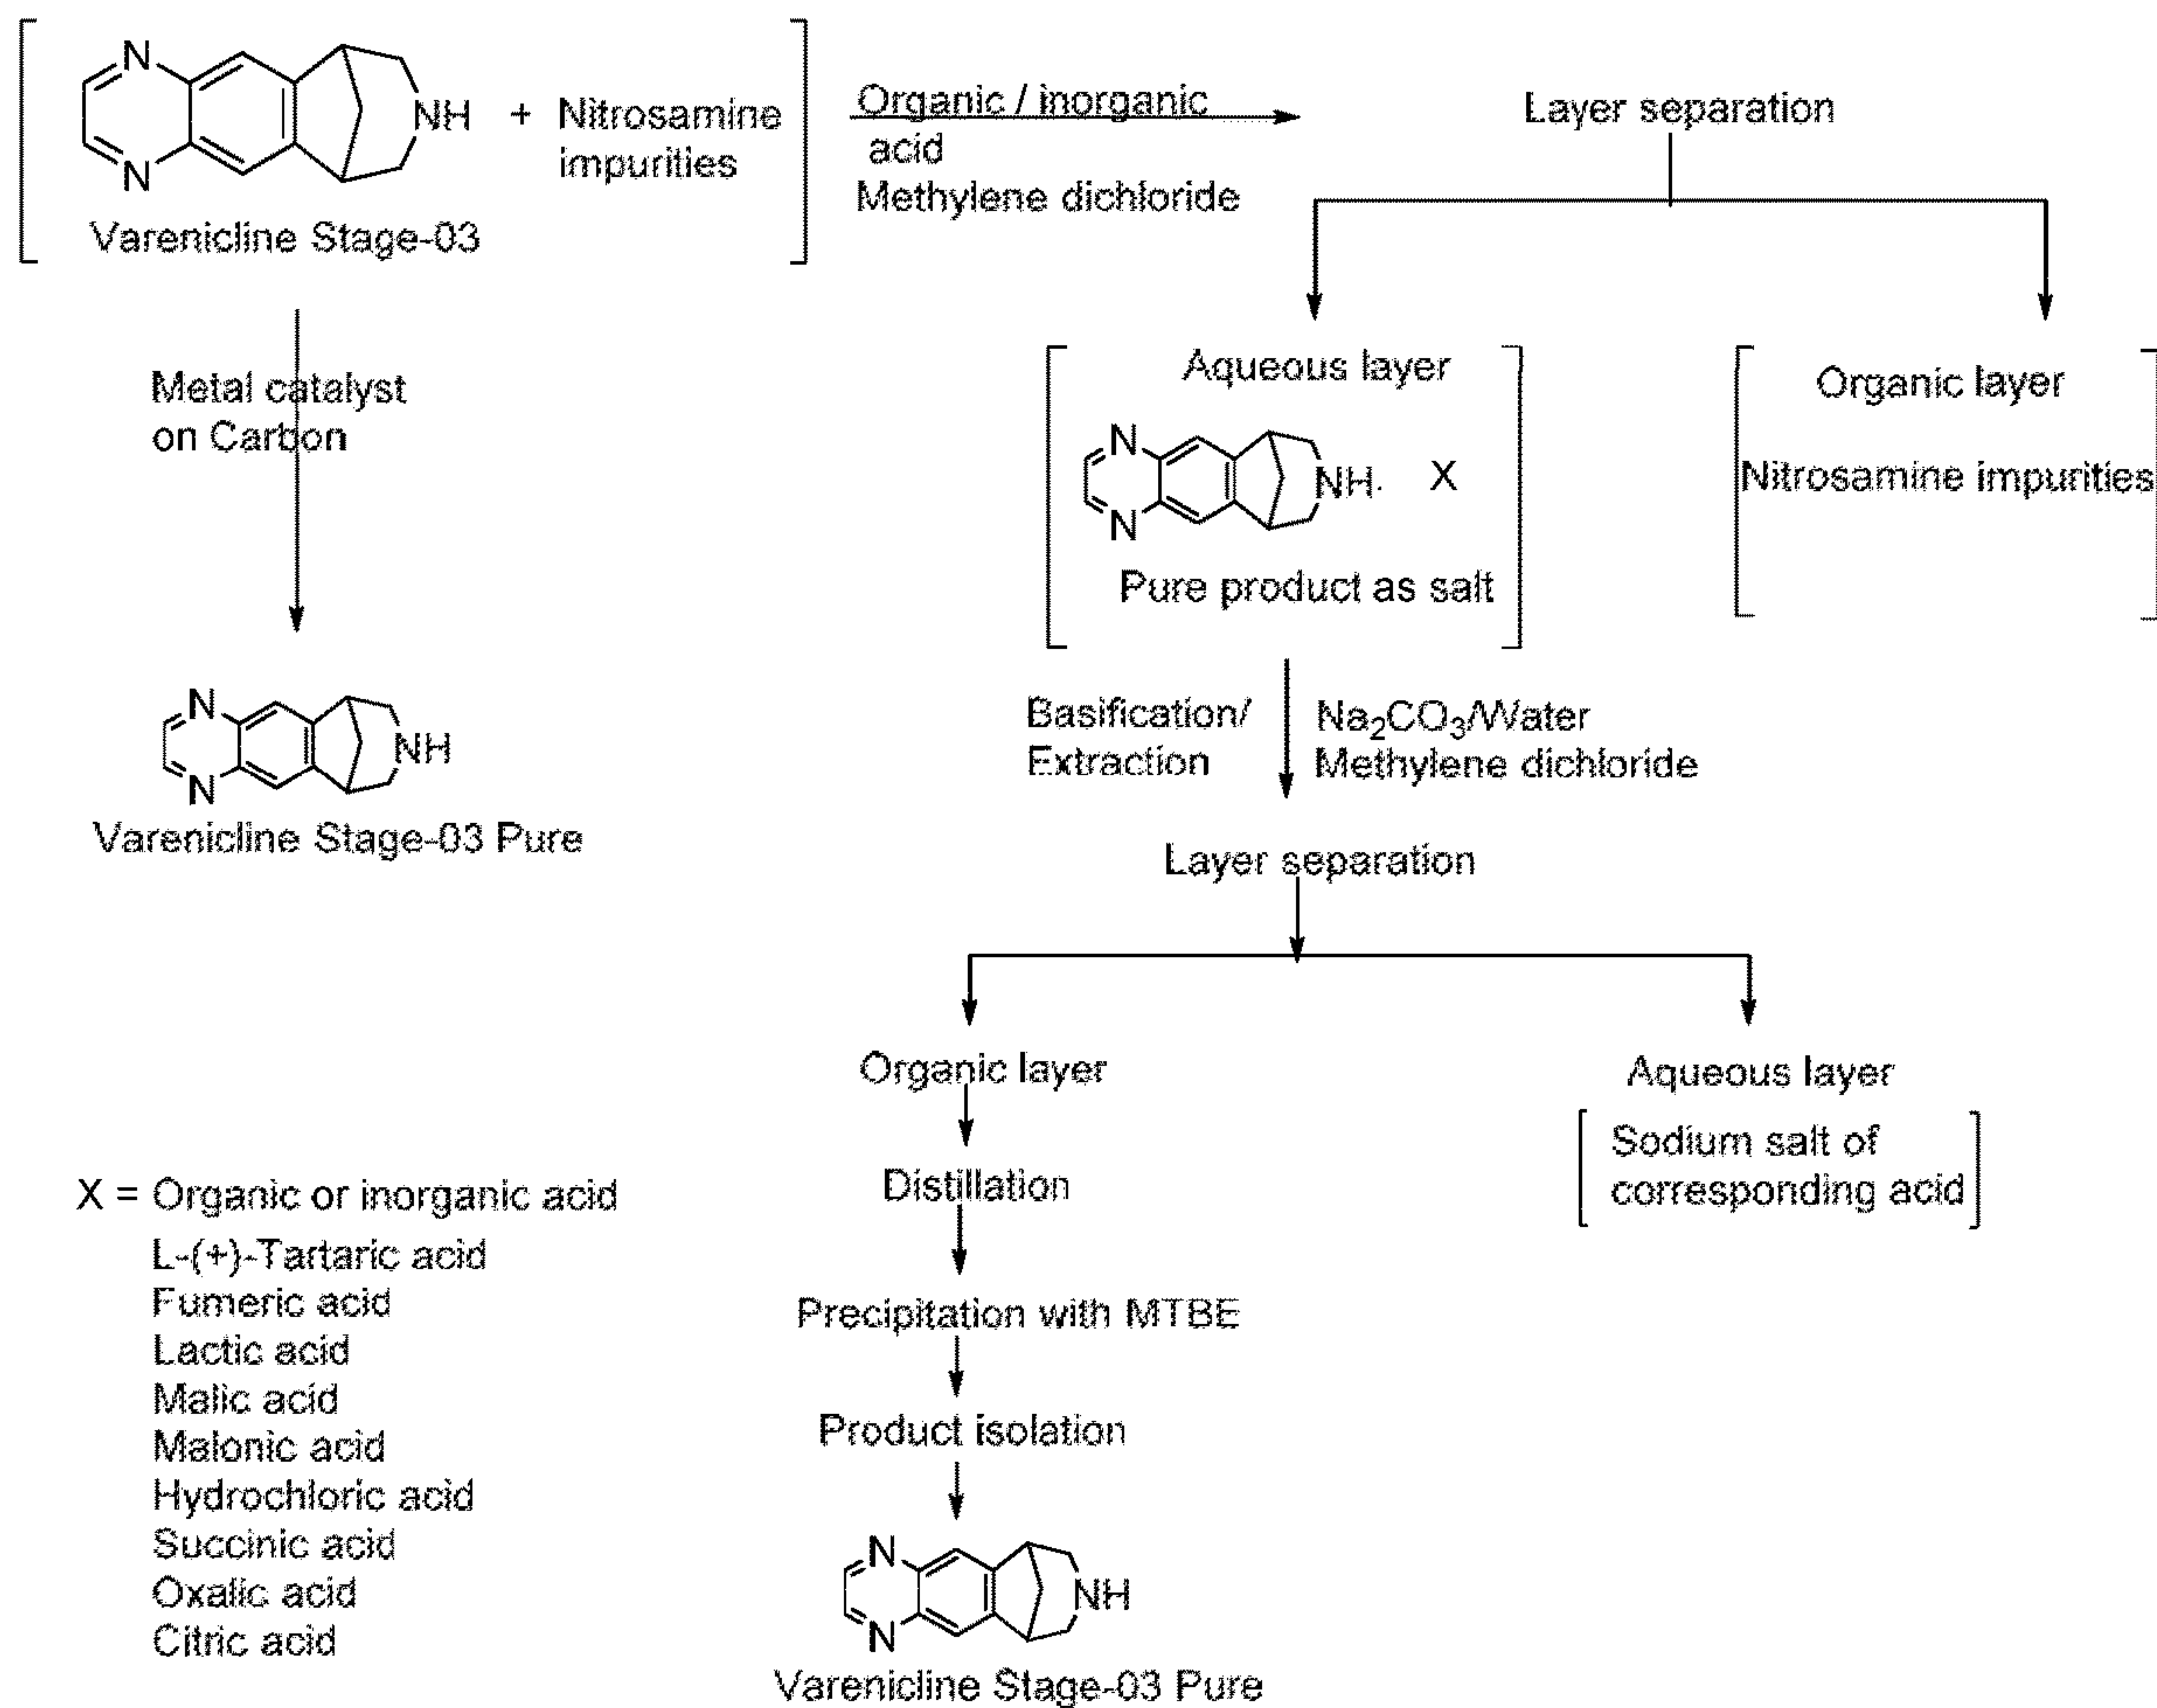 N
N
NH
+ Nitrosamine
impurities
Varenicline Stage-03
Organic / inorganic
acid
Methylene dichloride
Layer separation
Metal catalyst
on Carbon
Aqueous layer
N
N
NH. X
Pure product as salt
Organic layer
Nitrosamine impurities
N
N
NH
Varenicline Stage-03 Pure
Basification/
Extraction
Na₂CO₃/Water
Methylene dichloride
Layer separation
Organic layer
Distillation
Precipitation with MTBE
Product isolation
N
N
NH
Varenicline Stage-03 Pure
Aqueous layer
Sodium salt of
corresponding acid
X = Organic or inorganic acid
L-(+)-Tartaric acid
Fumeric acid
Lactic acid
Malic acid
Malonic acid
Hydrochloric acid
Succinic acid
Oxalic acid
Citric acid